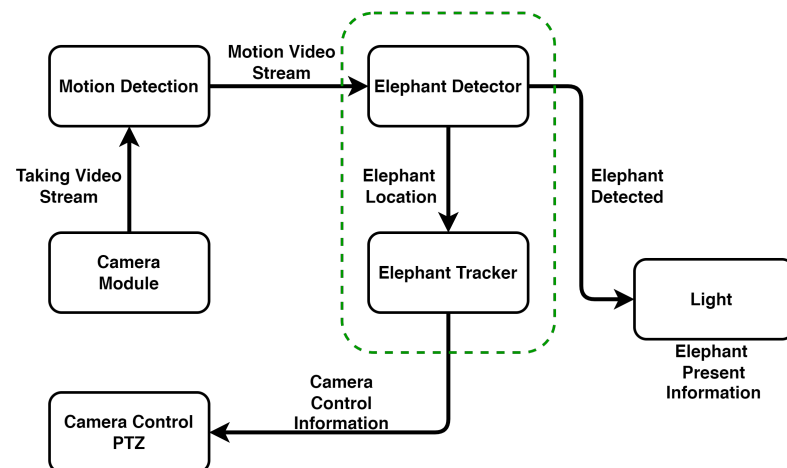 Motion Detection
Motion Video
Stream
Elephant Detector
Taking Video
Stream
Elephant
Location
Elephant
Detected
Camera
Module
Elephant Tracker
Light
Elephant
Present
Information
Camera
Control
Information
Camera Control
PTZ